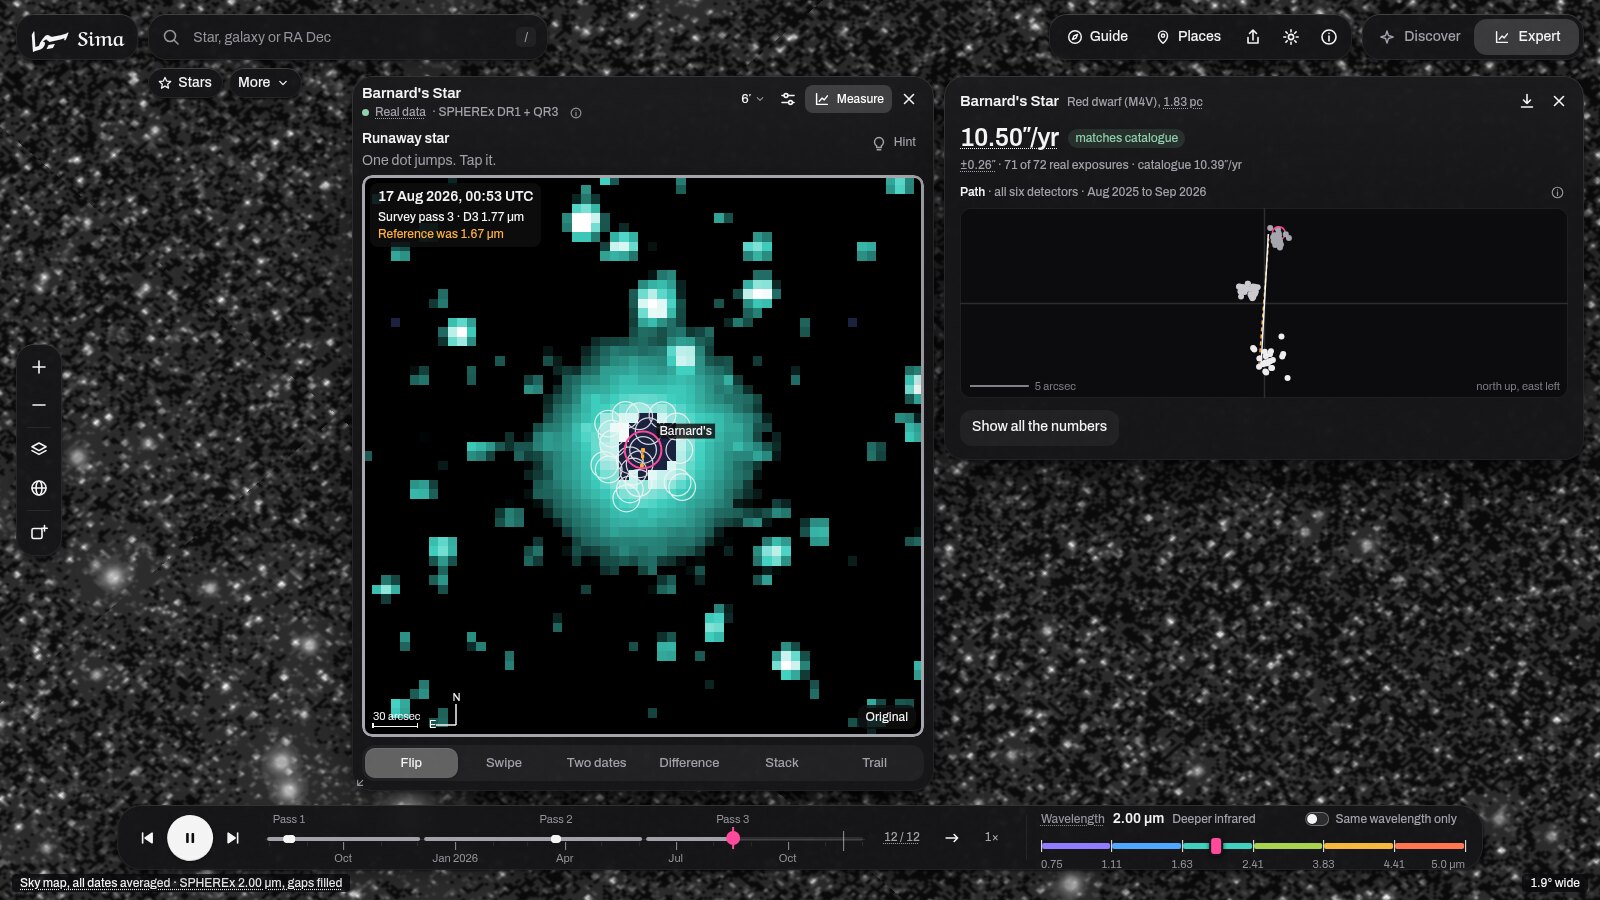 Sima
Star, galaxy or RA Dec
/
Guide
Places
Discover
Expert
Stars
More
Barnard's Star
Real data · SPHEREx DR1 + QR3
6′
Measure
Runaway star
One dot jumps. Tap it.
Hint
17 Aug 2026, 00:53 UTC
Survey pass 3 · D3 1.77 µm
Reference was 1.67 µm
Barnard's
30 arcsec
N
E
Original
Flip
Swipe
Two dates
Difference
Stack
Trail
Barnard's Star Red dwarf (M4V), 1.83 pc
10.50″/yr matches catalogue
±0.26″ · 71 of 72 real exposures · catalogue 10.39″/yr
Path · all six detectors · Aug 2025 to Sep 2026
5 arcsec
north up, east left
Show all the numbers
Pass 1
Pass 2
Pass 3
Oct
Jan 2026
Apr
Jul
Oct
12 / 12
1×
Wavelength 2.00 µm Deeper infrared
Same wavelength only
0.75
1.11
1.63
2.41
3.83
4.41
5.0 µm
Sky map, all dates averaged · SPHEREx 2.00 µm, gaps filled
1.9° wide